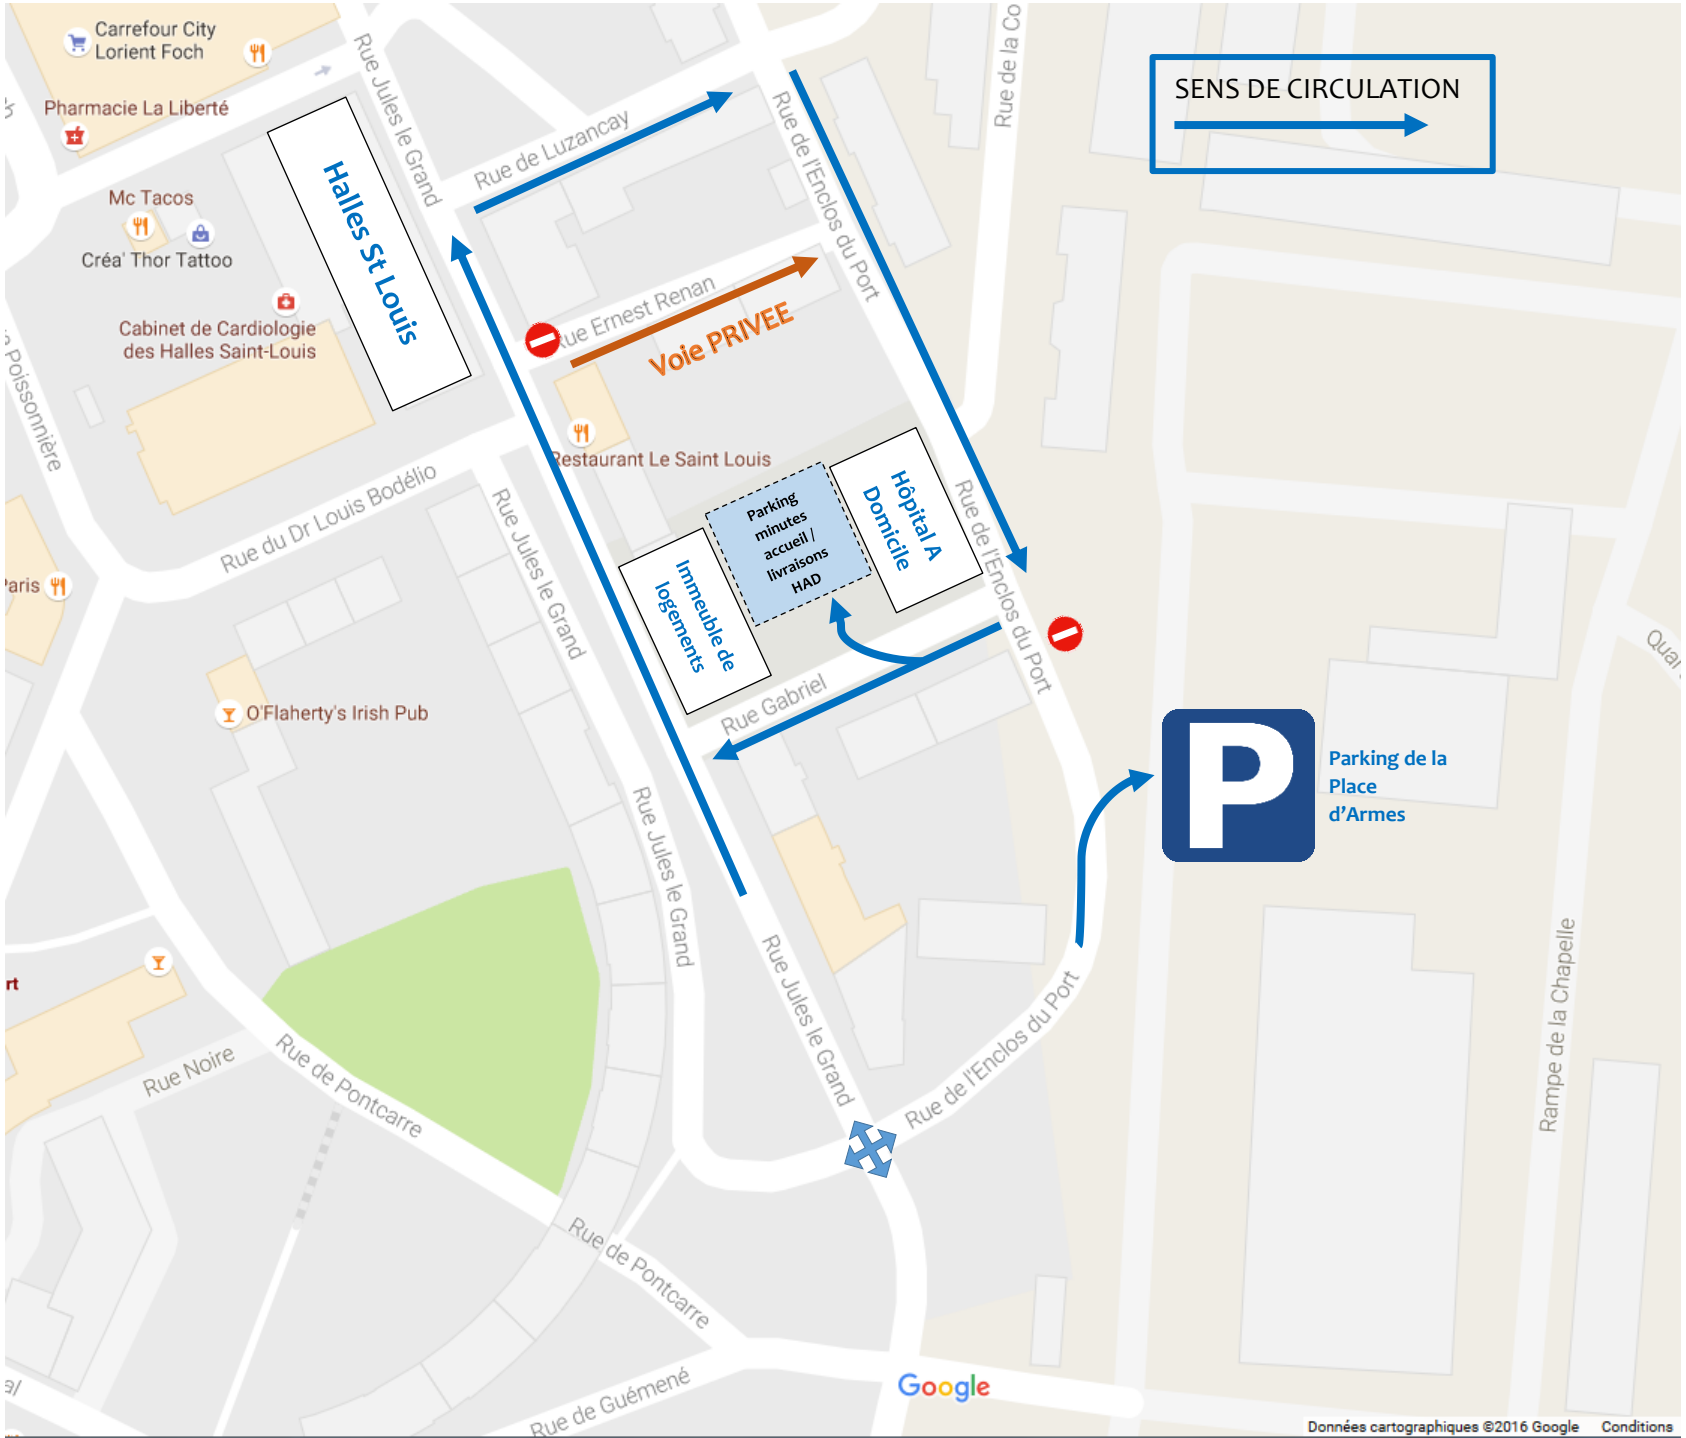 Carrefour City
Lorient Foch
Pharmacie La Liberté
Mc Tacos
Créa' Thor Tattoo
Cabinet de Cardiologie
des Halles Saint-Louis
Halles St Louis
Rue Jules le Grand
Rue de Luzancay
Rue de l'Enclos du Port
Rue de la Co
SENS DE CIRCULATION
Rue Ernest Renan
Voie PRIVEE
Restaurant Le Saint Louis
Poissonnière
Rue du Dr Louis Bodélio
Rue Jules le Grand
Parking
minutes
accueil /
livraisons
HAD
Hôpital A
Domicile
Immeuble de
logements
Rue de l'Enclos du Port
Rue Gabriel
Paris
O'Flaherty's Irish Pub
P
Parking de la
Place
d'Armes
Rue Jules le Grand
Rue Jules le Grand
Rue de l'Enclos du Port
Rampe de la Chapelle
Quai
rt
Rue Noire
Rue de Pontcarre
Rue de Pontcarre
Rue de Guémené
al
Google
Données cartographiques ©2016 Google Conditions